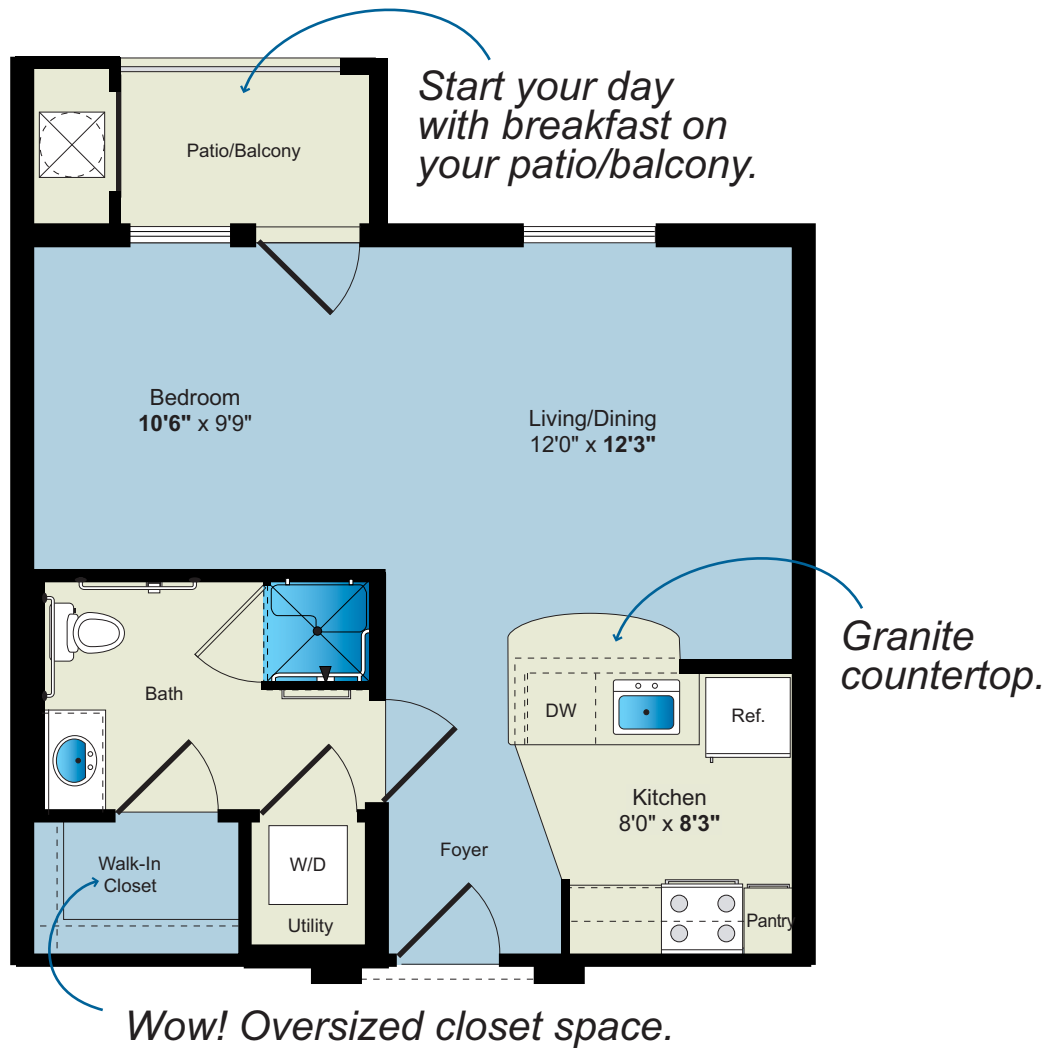 Start your day
with breakfast on
your patio/balcony.
Patio/Balcony
Bedroom
10'6" x 9'9"
Living/Dining
12'0" x 12'3"
Granite
countertop.
Bath
DW
Ref.
Kitchen
8'0" x 8'3"
Foyer
Walk-In
Closet
W/D
Utility
Pantry
Wow! Oversized closet space.